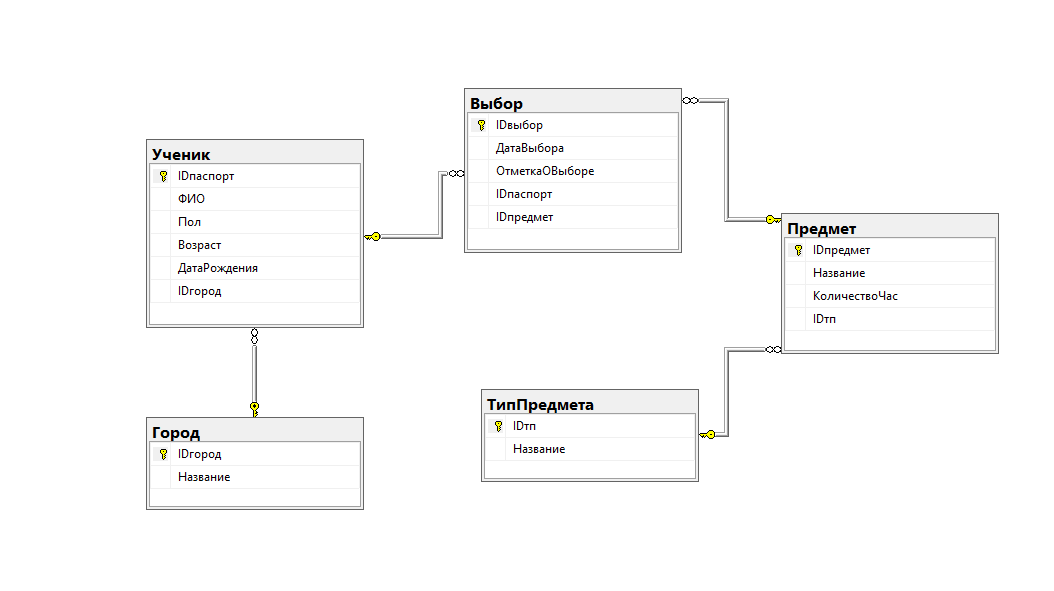 Выбор
IDвыбор
ДатаВыбора
ОтметкаОВыборе
IDпаспорт
IDпредмет
Ученик
IDпаспорт
ФИО
Пол
Возраст
ДатаРождения
IDгород
Предмет
IDпредмет
Название
КоличествоЧас
IDтп
ТипПредмета
IDтп
Название
Город
IDгород
Название